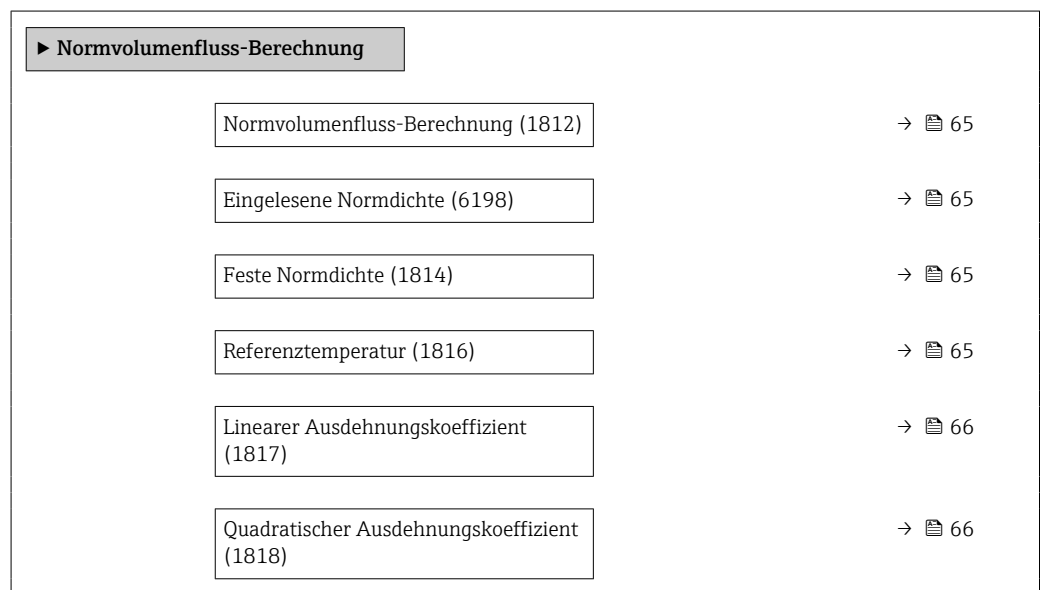 ▶ Normvolumenfluss-Berechnung
Normvolumenfluss-Berechnung (1812) → 65
Eingelesene Normdichte (6198) → 65
Feste Normdichte (1814) → 65
Referenztemperatur (1816) → 65
Linearer Ausdehnungskoeffizient → 66
(1817)
Quadratischer Ausdehnungskoeffizient → 66
(1818)